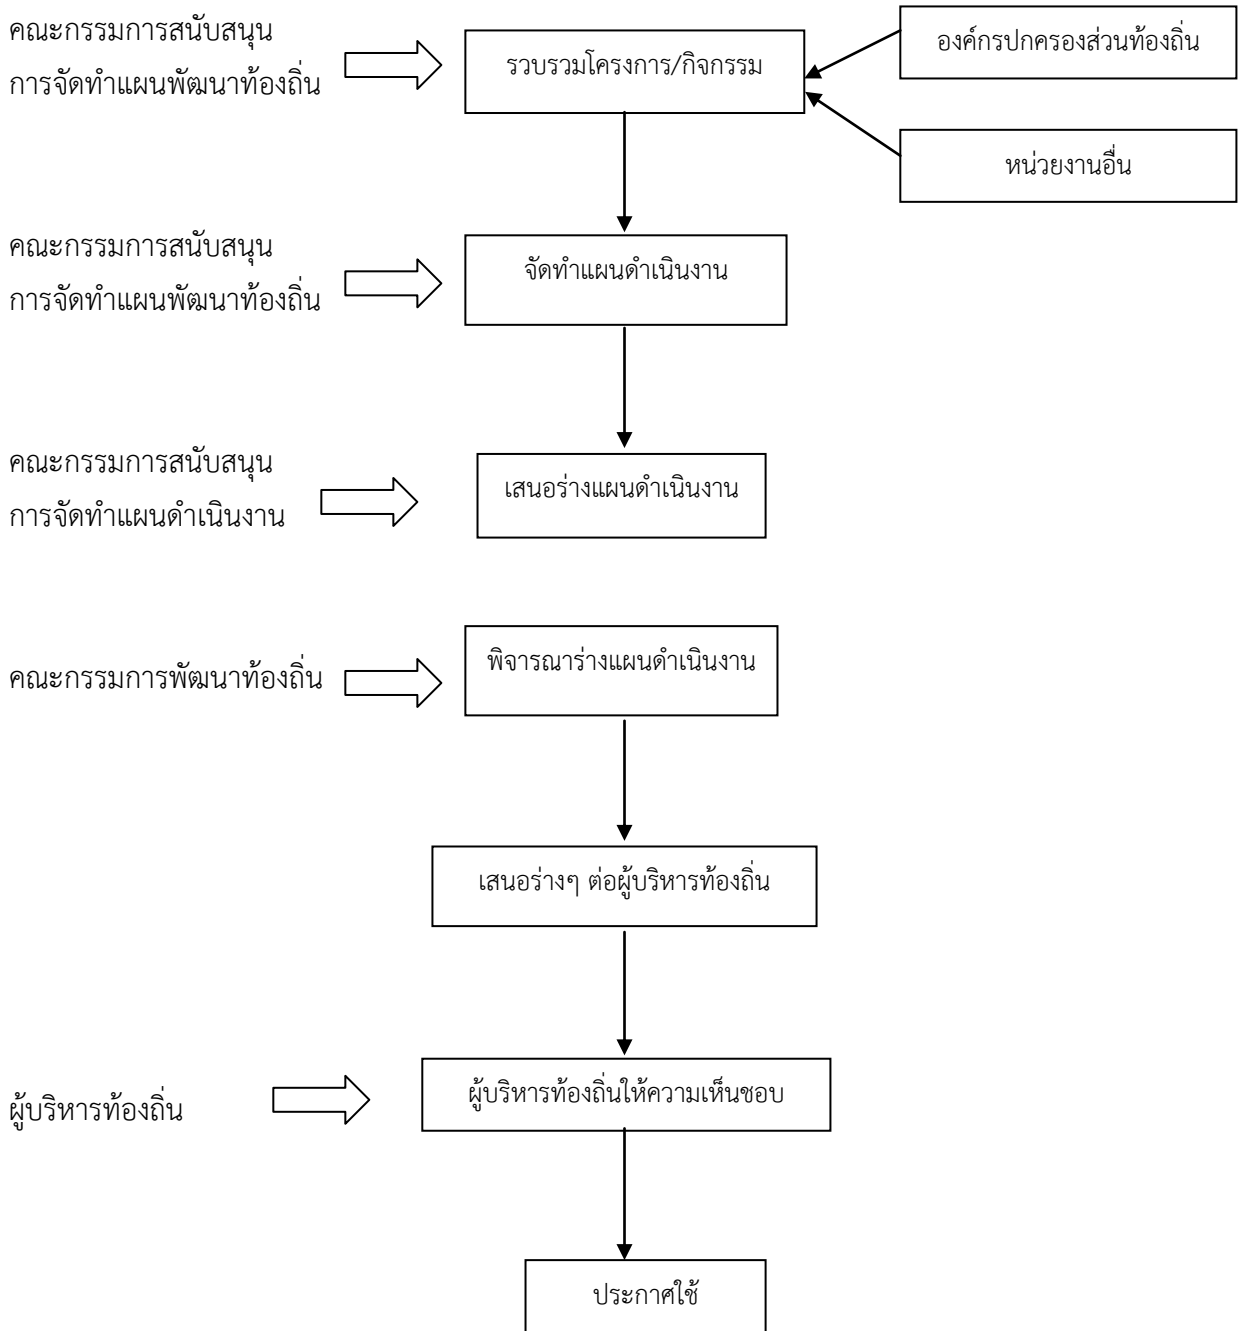 คณะกรรมการสนับสนุน
การจัดทำแผนพัฒนาท้องถิ่น
รวบรวมโครงการ/กิจกรรม
องค์กรปกครองส่วนท้องถิ่น
หน่วยงานอื่น
คณะกรรมการสนับสนุน
การจัดทำแผนพัฒนาท้องถิ่น
จัดทำแผนดำเนินงาน
คณะกรรมการสนับสนุน
การจัดทำแผนดำเนินงาน
เสนอร่างแผนดำเนินงาน
คณะกรรมการพัฒนาท้องถิ่น
พิจารณาร่างแผนดำเนินงาน
เสนอร่างๆ ต่อผู้บริหารท้องถิ่น
ผู้บริหารท้องถิ่น
ผู้บริหารท้องถิ่นให้ความเห็นชอบ
ประกาศใช้